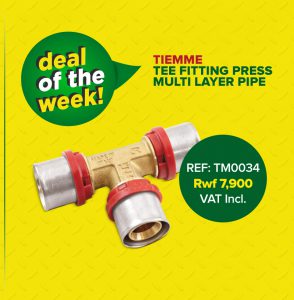 deal
of the
week!
TIEMME
TEE FITTING PRESS
MULTI LAYER PIPE
REF: TM0034
Rwf 7,900
VAT Incl.